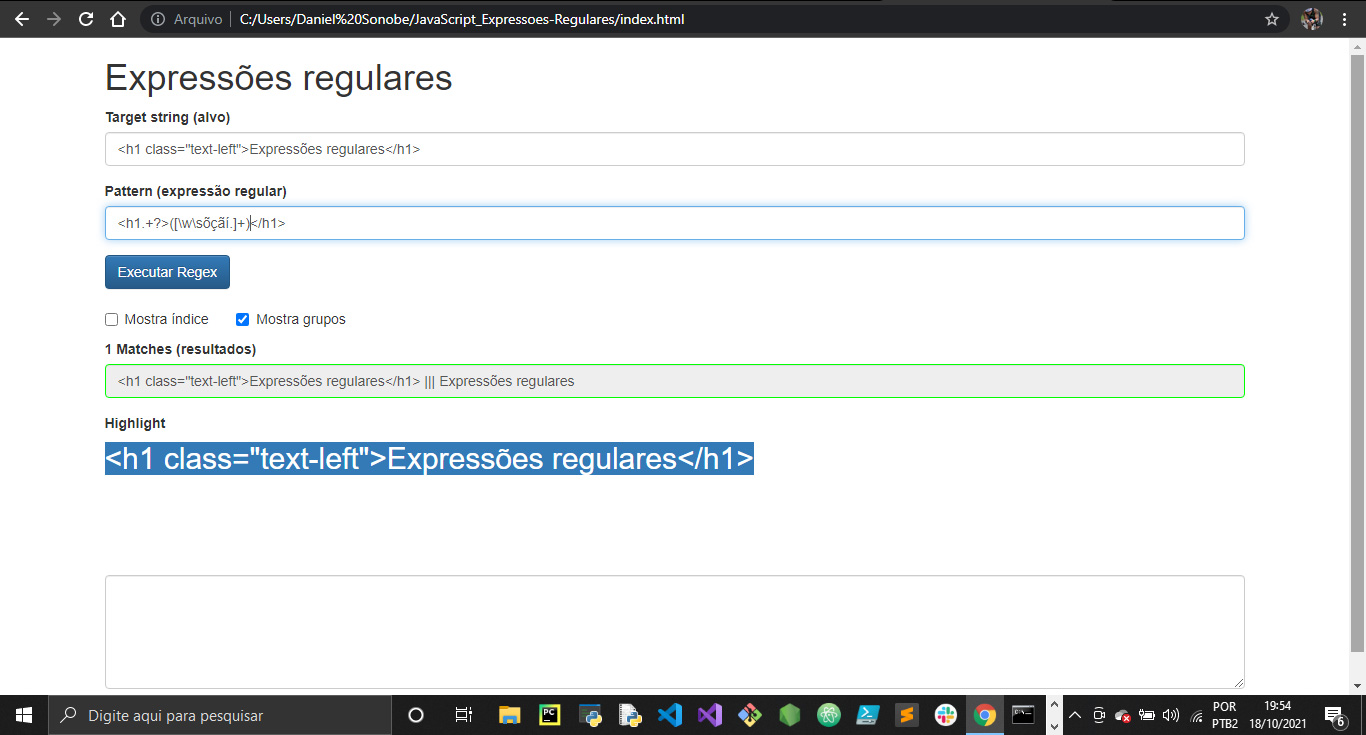 Arquivo | C:/Users/Daniel%20Sonobe/JavaScript_Expressoes-Regulares/index.html
Expressões regulares
Target string (alvo)
<h1 class="text-left">Expressões regulares</h1>
Pattern (expressão regular)
<h1.+?>([\w\sõçãí.]+)</h1>
Executar Regex
Mostra índice Mostra grupos
1 Matches (resultados)
<h1 class="text-left">Expressões regulares</h1> ||| Expressões regulares
Highlight
<h1 class="text-left">Expressões regulares</h1>
Digite aqui para pesquisar
PC
POR
PTB2
19:54
18/10/2021
6